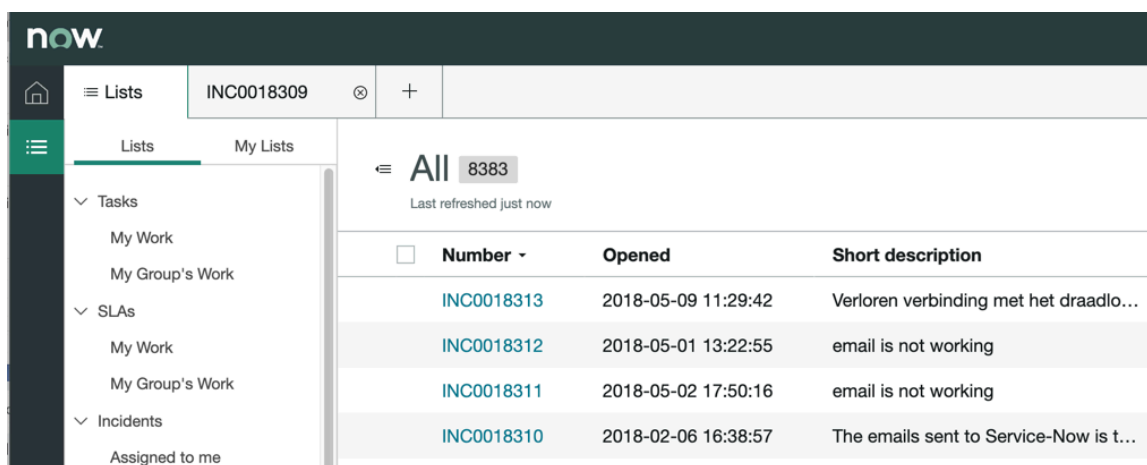 now
Lists
INC0018309
Lists
My Lists
Tasks
My Work
My Group's Work
SLAs
My Work
My Group's Work
Incidents
Assigned to me
All 8383
Last refreshed just now
Number Opened Short description
INC0018313 2018-05-09 11:29:42 Verloren verbinding met het draadlo...
INC0018312 2018-05-01 13:22:55 email is not working
INC0018311 2018-05-02 17:50:16 email is not working
INC0018310 2018-02-06 16:38:57 The emails sent to Service-Now is t...